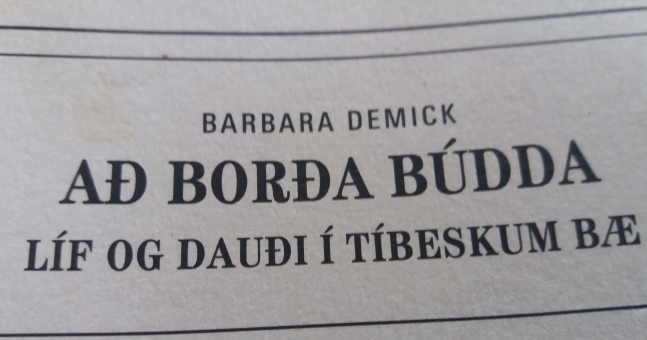 BARBARA DEMICK
AÐ BORÐA BÚDDA
LÍF OG DAUÐI Í TÍBESKUM BÆ